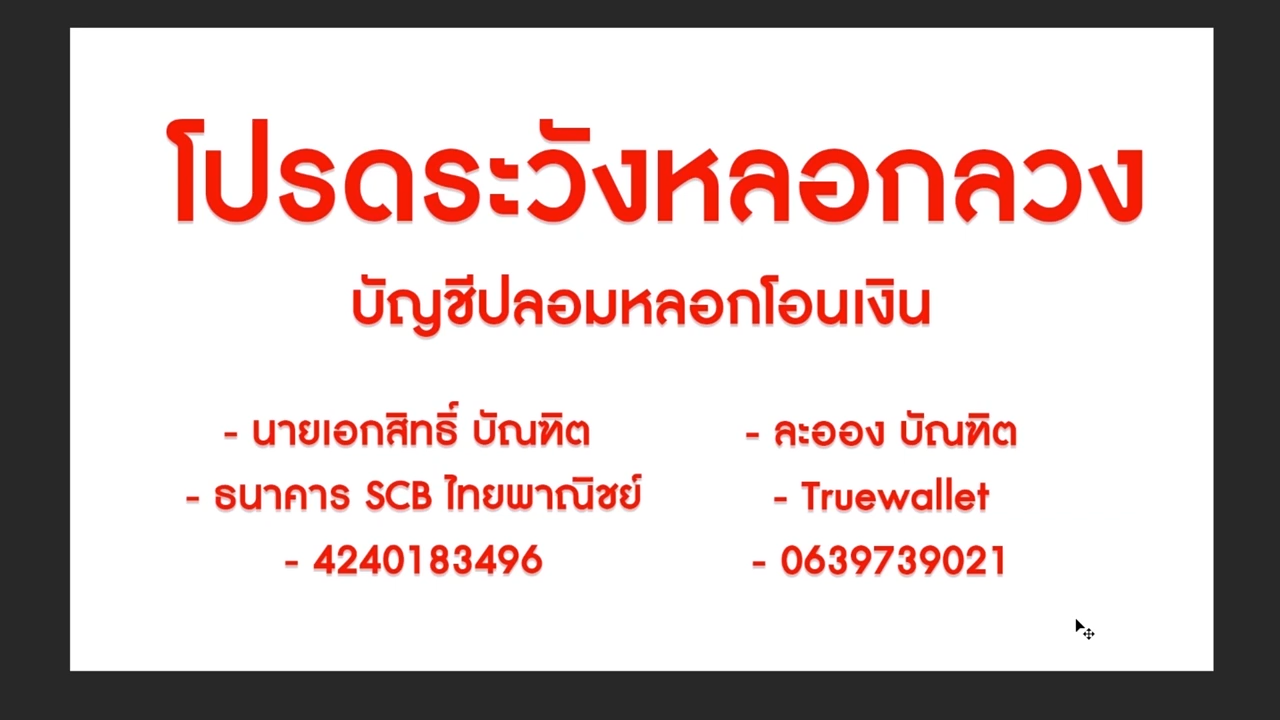 โปรดระวังหลอกลวง
บัญชีปลอมหลอกโอนเงิน
- นายเอกสิทธิ์ บัณฑิต
- ธนาคาร SCB ไทยพาณิชย์
- 4240183496
- ละออง บัณฑิต
- Truewallet
- 0639739021